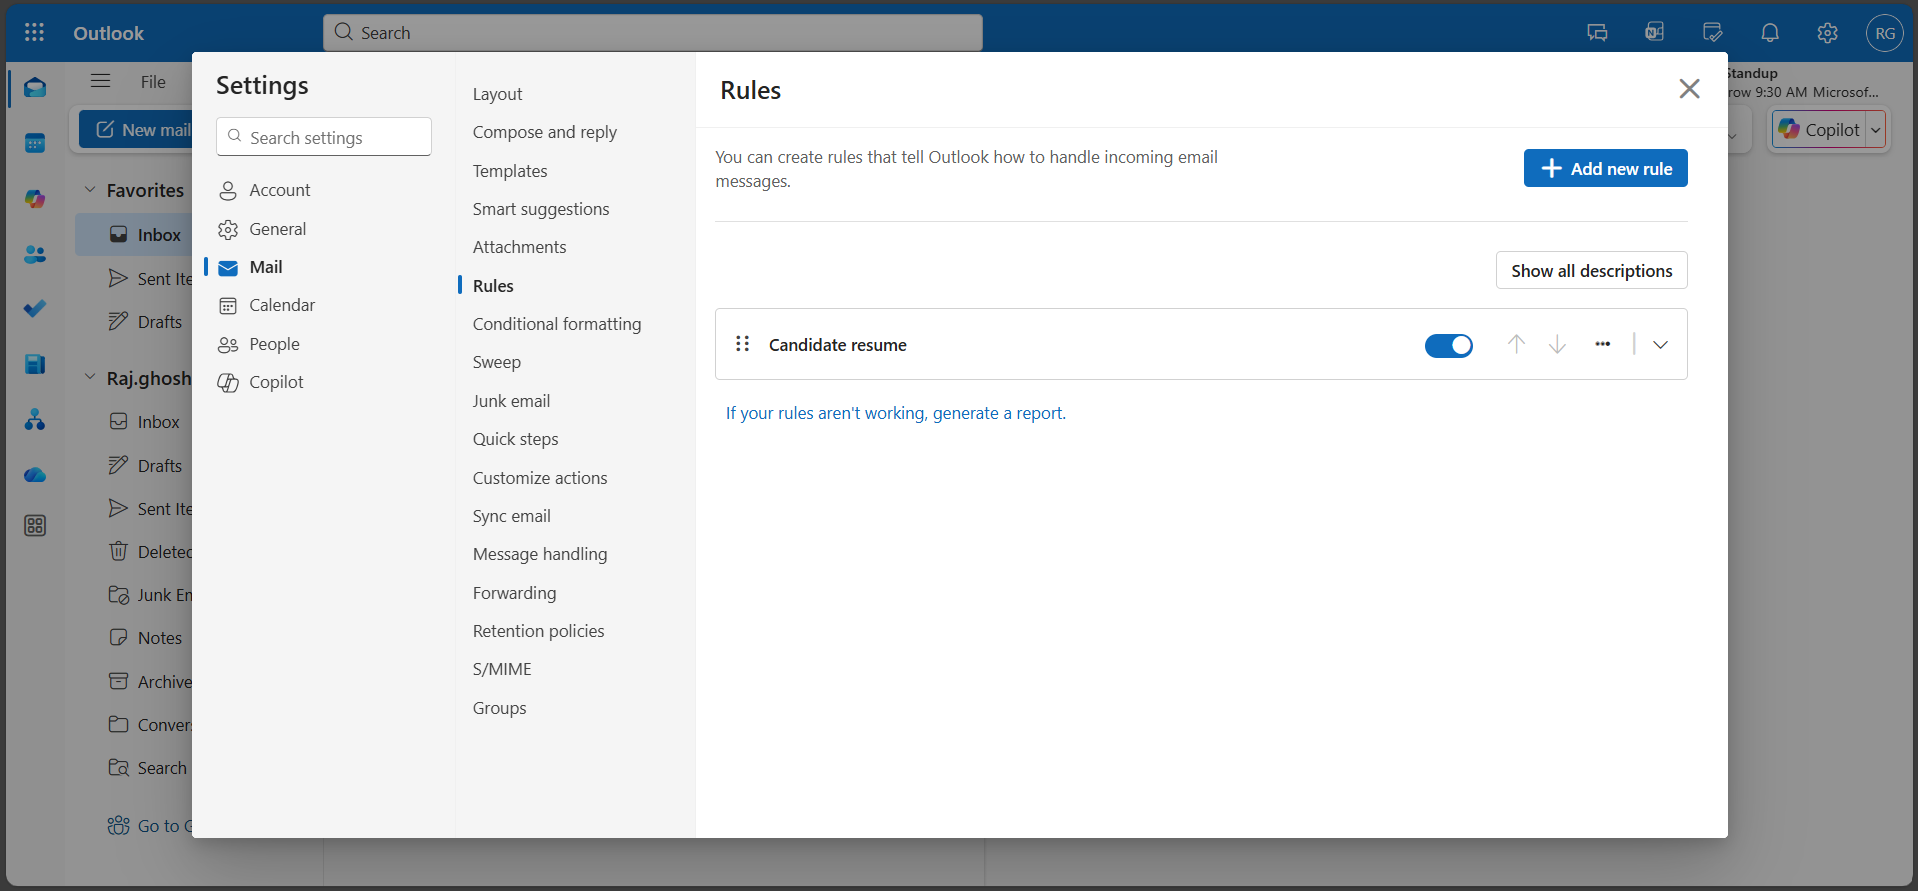 Outlook
Search
RG
File
New mail
Favorites
Inbox
Sent Ite
Drafts
Raj.ghosh
Inbox
Drafts
Sent Ite
Deleted
Junk Em
Notes
Archive
Convers
Search
Go to G
Settings
Search settings
Account
General
Mail
Calendar
People
Copilot
Layout
Compose and reply
Templates
Smart suggestions
Attachments
Rules
Conditional formatting
Sweep
Junk email
Quick steps
Customize actions
Sync email
Message handling
Forwarding
Retention policies
S/MIME
Groups
Rules
You can create rules that tell Outlook how to handle incoming email
messages.
Add new rule
Show all descriptions
Candidate resume
If your rules aren't working, generate a report.
Standup
row 9:30 AM Microsof...
Copilot